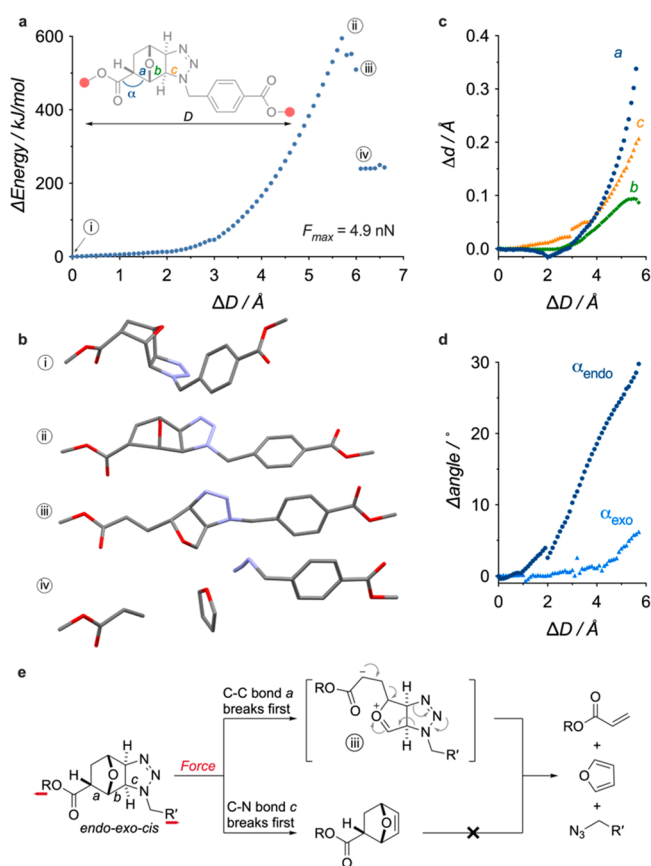 a
ΔEnergy / kJ/mol
600
400
200
0
0 1 2 3 4 5 6 7
ΔD / Å
i
ii
iii
iv
F_max = 4.9 nN
O
N
N
N
H
H
H
a
b
c
α
O
O
O
O
D
c
Δd / Å
0.4
0.3
0.2
0.1
0.0
0 2 4 6
ΔD / Å
a
c
b
b
i
ii
iii
iv
d
Δangle / °
30
20
10
0
0 2 4 6
ΔD / Å
α_endo
α_exo
e
RO
O
H
O
H
H
N
N
N
R'
a
b
c
endo-exo-cis
Force
C-C bond a
breaks first
C-N bond c
breaks first
RO
O
−
O
+
H
H
N
N
N
R'
iii
RO
O
H
O
RO
O
+
O
+
N3
R'